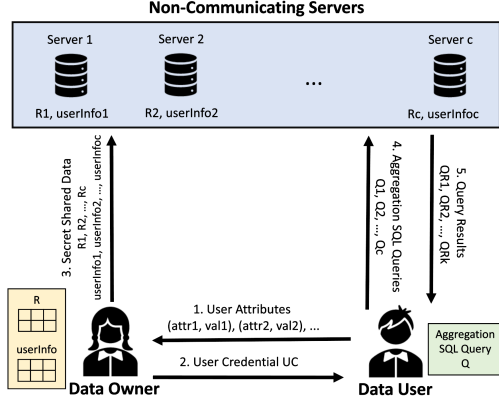 Non-Communicating Servers
Server 1
Server 2
Server c
...
R1, userInfo1
R2, userInfo2
Rc, userInfoc
3. Secret Shared Data
R1, R2, ..., Rc
userInfo1, userInfo2, ..., userInfoc
4. Aggregation SQL Queries
Q1, Q2, ..., Qc
5. Query Results
QR1, QR2, ..., QRk
R
userInfo
1. User Attributes
(attr1, val1), (attr2, val2), ...
2. User Credential UC
Aggregation
SQL Query
Q
Data Owner
Data User